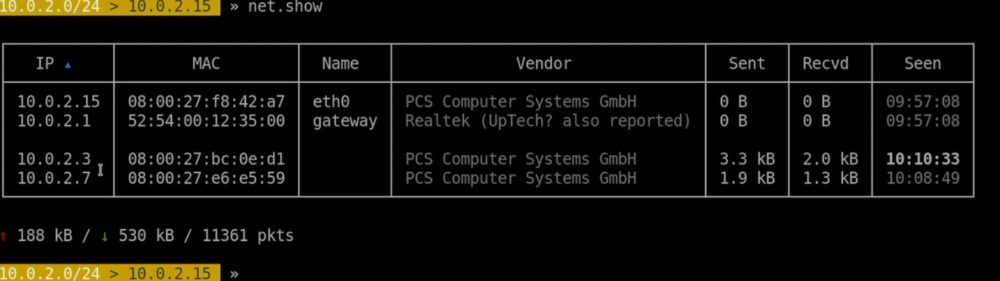 10.0.2.0/24 > 10.0.2.15 » net.show
IP ▲ MAC Name Vendor Sent Recvd Seen
10.0.2.15 08:00:27:f8:42:a7 eth0 PCS Computer Systems GmbH 0 B 0 B 09:57:08
10.0.2.1 52:54:00:12:35:00 gateway Realtek (UpTech? also reported) 0 B 0 B 09:57:08
10.0.2.3 08:00:27:bc:0e:d1 PCS Computer Systems GmbH 3.3 kB 2.0 kB 10:10:33
10.0.2.7 08:00:27:e6:e5:59 PCS Computer Systems GmbH 1.9 kB 1.3 kB 10:08:49
↑ 188 kB / ↓ 530 kB / 11361 pkts
10.0.2.0/24 > 10.0.2.15 »